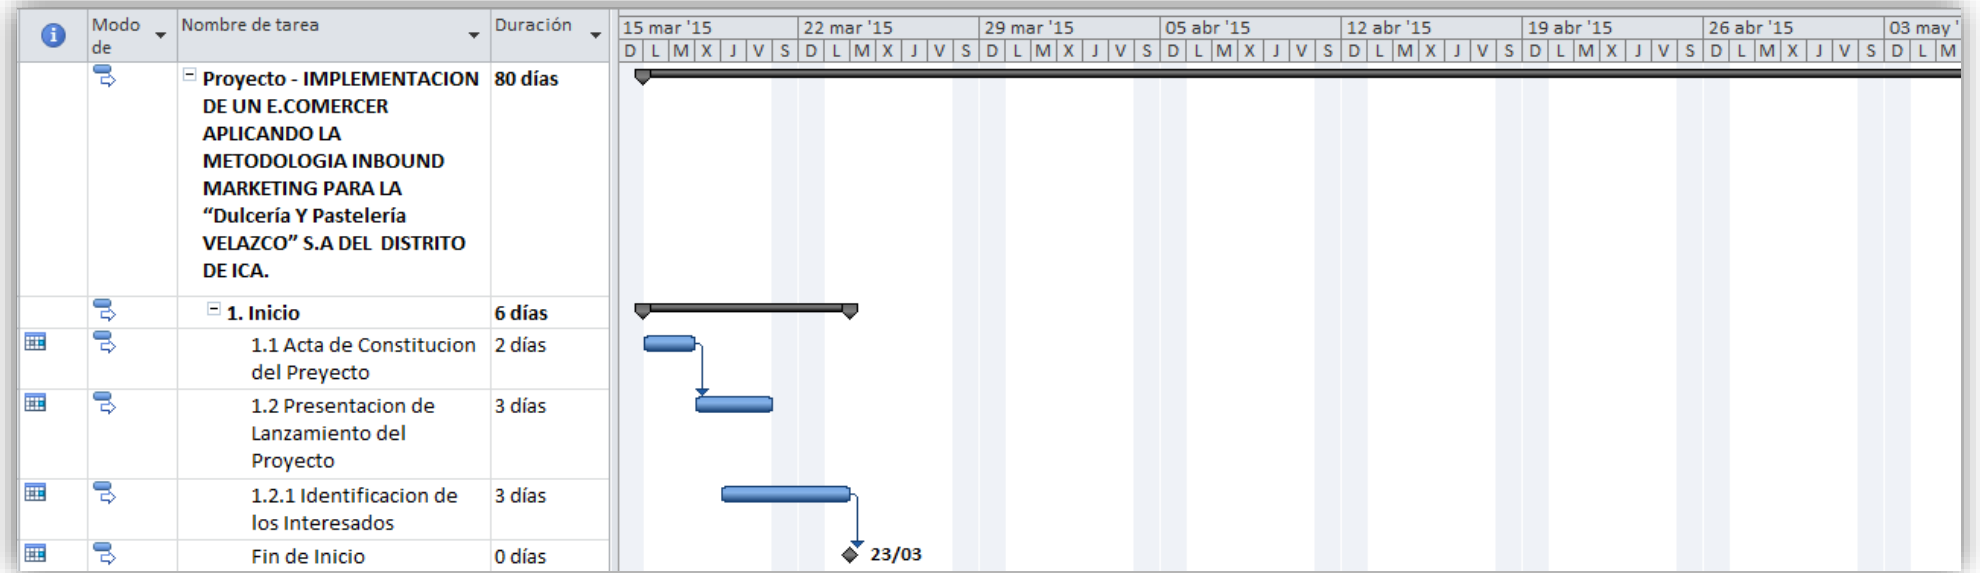 Modo de
Nombre de tarea
Duración
15 mar '15
22 mar '15
29 mar '15
05 abr '15
12 abr '15
19 abr '15
26 abr '15
03 may '
D L M X J V S D L M X J V S D L M X J V S D L M X J V S D L M X J V S D L M X J V S D L M X J V S D L M
Proyecto - IMPLEMENTACION
DE UN E.COMERCER
APLICANDO LA
METODOLOGIA INBOUND
MARKETING PARA LA
“Dulcería Y Pastelería
VELAZCO” S.A DEL DISTRITO
DE ICA.
80 días
1. Inicio
6 días
1.1 Acta de Constitucion
del Preyecto
2 días
1.2 Presentacion de
Lanzamiento del
Proyecto
3 días
1.2.1 Identificacion de
los Interesados
3 días
Fin de Inicio
0 días
23/03